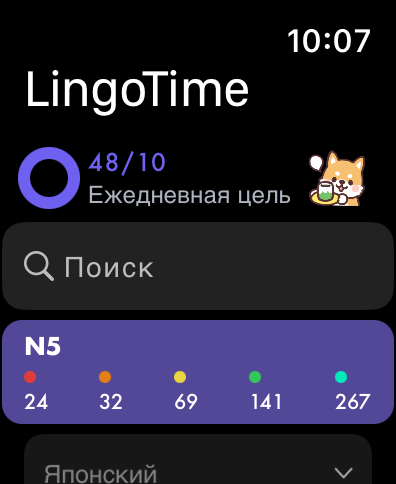 10:07
LingoTime
48/10
Ежедневная цель
Поиск
N5
24 32 69 141 267
Японский